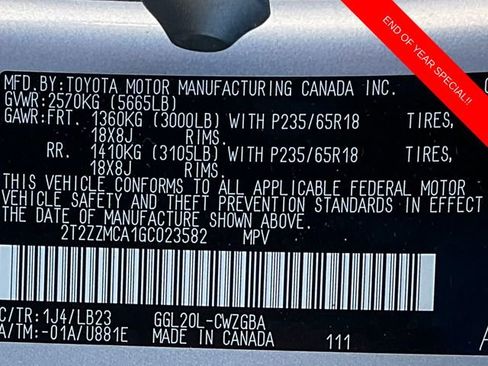 END OF YEAR SPECIAL!!
MFD.BY:TOYOTA MOTOR MANUFACTURING CANADA INC.
GVWR:2570KG (5665LB)
GAWR:FRT. 1360KG (3000LB) WITH P235/65R18 TIRES,
18X8J RIMS.
RR. 1410KG (3105LB) WITH P235/65R18 TIRES,
18X8J RIMS.
THIS VEHICLE CONFORMS TO ALL APPLICABLE FEDERAL MOTOR
VEHICLE SAFETY AND THEFT PREVENTION STANDARDS IN EFFECT
DATE OF MANUFACTURE SHOWN ABOVE.
2T2ZZMCA1GC023582 MPV
C/TR:1J4/LB23 GGL20L-CWZGBA
A/TM:-01A/U881E MADE IN CANADA 111